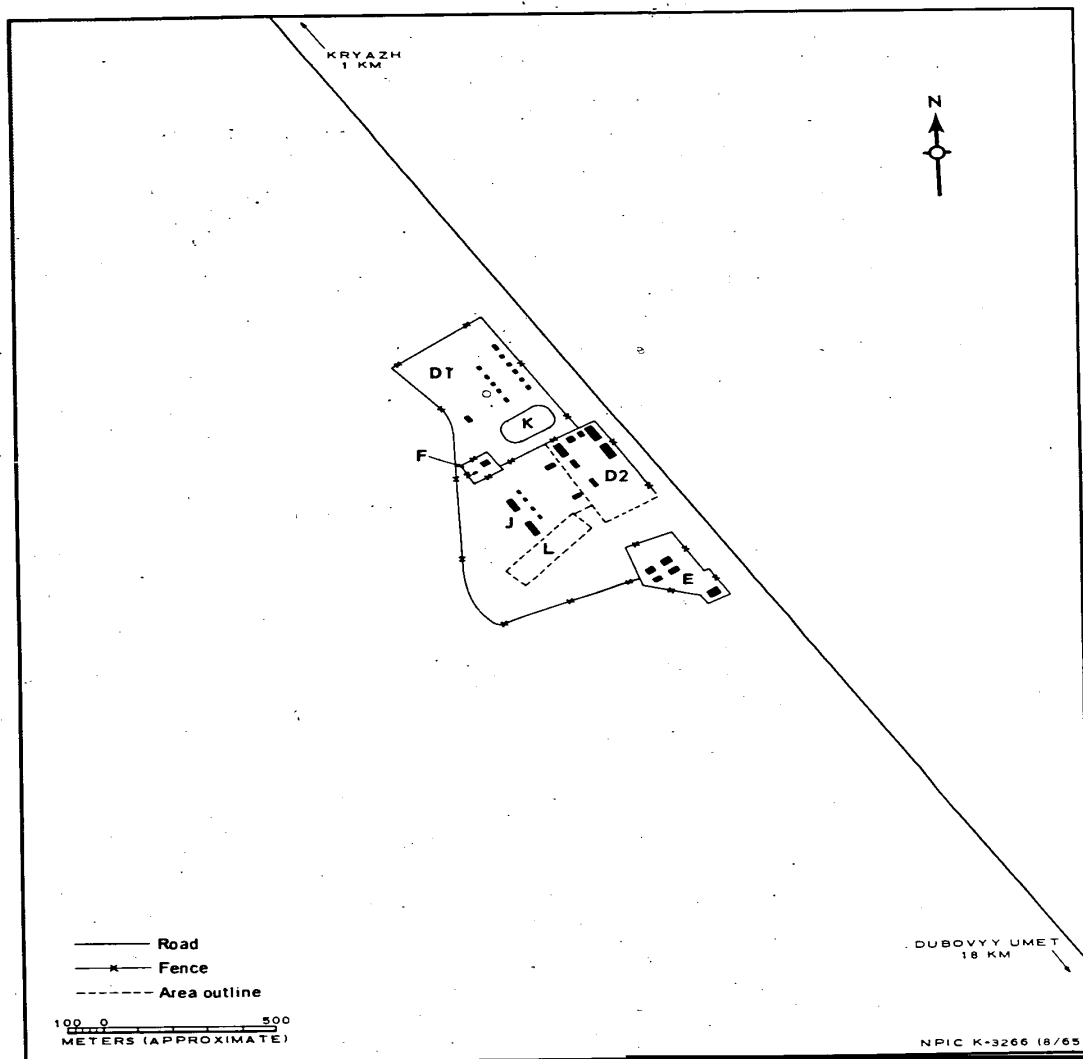 KRYAZH
1 KM
N
D1
K
F
D2
J
L
E
DUBOVYY UMET
18 KM
Road
Fence
Area outline
100 0 500
METERS (APPROXIMATE)
NPIC K-3266 (8/65